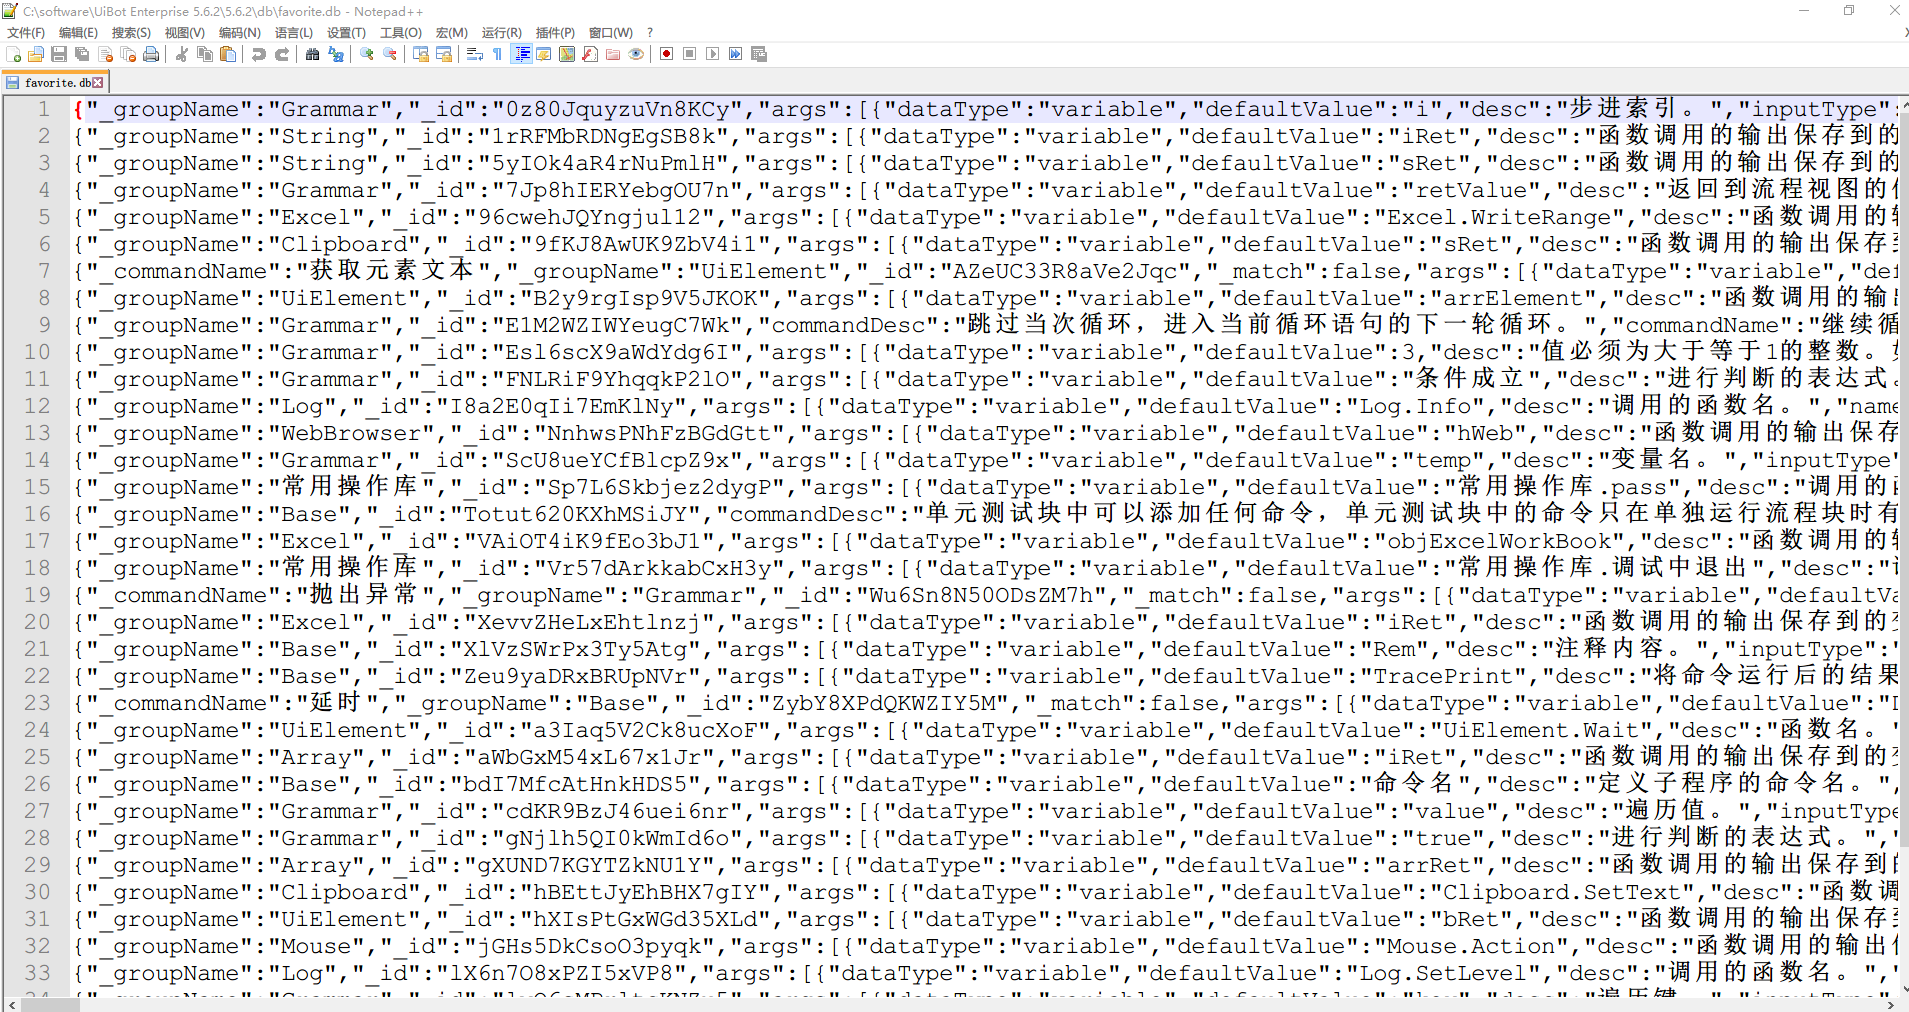 C:\software\UiBot Enterprise 5.6.2\5.6.2\db\favorite.db - Notepad++
文件(F) 编辑(E) 搜索(S) 视图(V) 编码(N) 语言(L) 设置(T) 工具(O) 宏(M) 运行(R) 插件(P) 窗口(W) ?
favorite.db
1 {"_groupName":"Grammar","_id":"0z80JquyzuVn8KCy","args":[{"dataType":"variable","defaultValue":"i","desc":"步进索引。","inputType"
2 {"_groupName":"String","_id":"1rRFMbRDNgEgSB8k","args":[{"dataType":"variable","defaultValue":"iRet","desc":"函数调用的输出保存到的
3 {"_groupName":"String","_id":"5yIOk4aR4rNuPmlH","args":[{"dataType":"variable","defaultValue":"sRet","desc":"函数调用的输出保存到的
4 {"_groupName":"Grammar","_id":"7Jp8hIERYebgOU7n","args":[{"dataType":"variable","defaultValue":"retValue","desc":"返回到流程视图的
5 {"_groupName":"Excel","_id":"96cwehJQYngjul12","args":[{"dataType":"variable","defaultValue":"Excel.WriteRange","desc":"函数调用的
6 {"_groupName":"Clipboard","_id":"9fKJ8AwUK9ZbV4i1","args":[{"dataType":"variable","defaultValue":"sRet","desc":"函数调用的输出保存
7 {"_commandName":"获取元素文本","_groupName":"UiElement","_id":"AZeUC33R8aVe2Jqc","_match":false,"args":[{"dataType":"variable","def
8 {"_groupName":"UiElement","_id":"B2y9rgIsp9V5JKOK","args":[{"dataType":"variable","defaultValue":"arrElement","desc":"函数调用的输
9 {"_groupName":"Grammar","_id":"E1M2WZIWYeugC7Wk","commandDesc":"跳过当次循环，进入当前循环语句的下一轮循环。","commandName":"继续循
10 {"_groupName":"Grammar","_id":"Esl6scX9aWdYdg6I","args":[{"dataType":"variable","defaultValue":3,"desc":"值必须为大于等于1的整数。
11 {"_groupName":"Grammar","_id":"FNLRiF9YhqqkP2lO","args":[{"dataType":"variable","defaultValue":"条件成立","desc":"进行判断的表达式。
12 {"_groupName":"Log","_id":"I8a2E0qIi7EmKlNy","args":[{"dataType":"variable","defaultValue":"Log.Info","desc":"调用的函数名。","name
13 {"_groupName":"WebBrowser","_id":"NnhwsPNhFzBGdGtt","args":[{"dataType":"variable","defaultValue":"hWeb","desc":"函数调用的输出保存
14 {"_groupName":"Grammar","_id":"ScU8ueYCfBlcpZ9x","args":[{"dataType":"variable","defaultValue":"temp","desc":"变量名。","inputType"
15 {"_groupName":"常用操作库","_id":"Sp7L6Skbjez2dygP","args":[{"dataType":"variable","defaultValue":"常用操作库.pass","desc":"调用的
16 {"_groupName":"Base","_id":"Totut620KXhMSiJY","commandDesc":"单元测试块中可以添加任何命令，单元测试块中的命令只在单独运行流程块时有
17 {"_groupName":"Excel","_id":"VAiOT4iK9fEo3bJ1","args":[{"dataType":"variable","defaultValue":"objExcelWorkBook","desc":"函数调用的
18 {"_groupName":"常用操作库","_id":"Vr57dArkkabCxH3y","args":[{"dataType":"variable","defaultValue":"常用操作库.调试中退出","desc":"
19 {"_commandName":"抛出异常","_groupName":"Grammar","_id":"Wu6Sn8N50ODsZM7h","_match":false,"args":[{"dataType":"variable","defaultVa
20 {"_groupName":"Excel","_id":"XevvZHeLxEhtlnzj","args":[{"dataType":"variable","defaultValue":"iRet","desc":"函数调用的输出保存到的
21 {"_groupName":"Base","_id":"XlVzSWrPx3Ty5Atg","args":[{"dataType":"variable","defaultValue":"Rem","desc":"注释内容。","inputType":"
22 {"_groupName":"Base","_id":"Zeu9yaDRxBRUpNVr","args":[{"dataType":"variable","defaultValue":"TracePrint","desc":"将命令运行后的结果
23 {"_commandName":"延时","_groupName":"Base","_id":"ZybY8XPdQKWZIY5M","_match":false,"args":[{"dataType":"variable","defaultValue":"
24 {"_groupName":"UiElement","_id":"a3Iaq5V2Ck8ucXoF","args":[{"dataType":"variable","defaultValue":"UiElement.Wait","desc":"函数名。"
25 {"_groupName":"Array","_id":"aWbGxM54xL67x1Jr","args":[{"dataType":"variable","defaultValue":"iRet","desc":"函数调用的输出保存到的
26 {"_groupName":"Base","_id":"bdI7MfcAtHnkHDS5","args":[{"dataType":"variable","defaultValue":"命令名","desc":"定义子程序的命令名。",
27 {"_groupName":"Grammar","_id":"cdKR9BzJ46uei6nr","args":[{"dataType":"variable","defaultValue":"value","desc":"遍历值。","inputType
28 {"_groupName":"Grammar","_id":"gNjlh5QI0kWmId6o","args":[{"dataType":"variable","defaultValue":"true","desc":"进行判断的表达式。","
29 {"_groupName":"Array","_id":"gXUND7KGYTZkNU1Y","args":[{"dataType":"variable","defaultValue":"arrRet","desc":"函数调用的输出保存到的
30 {"_groupName":"Clipboard","_id":"hBEttJyEhBHX7gIY","args":[{"dataType":"variable","defaultValue":"Clipboard.SetText","desc":"函数调
31 {"_groupName":"UiElement","_id":"hXIsPtGxWGd35XLd","args":[{"dataType":"variable","defaultValue":"bRet","desc":"函数调用的输出保存
32 {"_groupName":"Mouse","_id":"jGHs5DkCsoO3pyqk","args":[{"dataType":"variable","defaultValue":"Mouse.Action","desc":"函数调用的输出
33 {"_groupName":"Log","_id":"lX6n7O8xPZI5xVP8","args":[{"dataType":"variable","defaultValue":"Log.SetLevel","desc":"调用的函数名。","